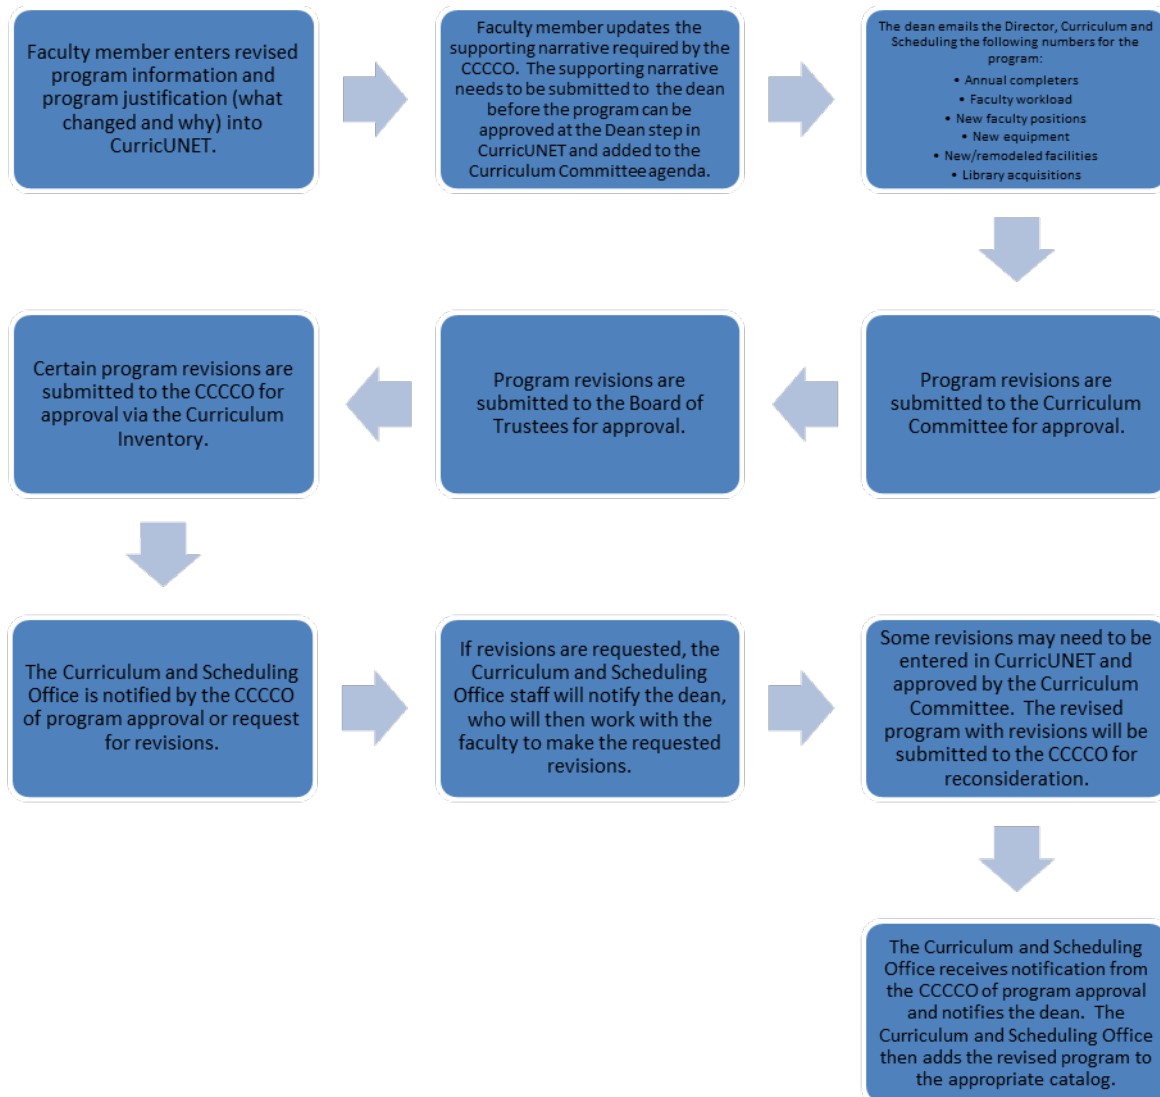 Faculty member enters revised
program information and
program justification (what
changed and why) into
CurricUNET.
Faculty member updates the
supporting narrative required by the
CCCCO.  The supporting narrative
needs to be submitted to  the dean
before the program can be
approved at the Dean step in
CurricUNET and added to the
Curriculum Committee agenda.
The dean emails the Director, Curriculum and
Scheduling the following numbers for the
program:
• Annual completers
• Faculty workload
• New faculty positions
• New equipment
• New/remodeled facilities
• Library acquisitions
Program revisions are
submitted to the Curriculum
Committee for approval.
Program revisions are
submitted to the Board of
Trustees for approval.
Certain program revisions are
submitted to the CCCCO for
approval via the Curriculum
Inventory.
The Curriculum and Scheduling
Office is notified by the CCCCO
of program approval or request
for revisions.
If revisions are requested, the
Curriculum and Scheduling
Office staff will notify the dean,
who will then work with the
faculty to make the requested
revisions.
Some revisions may need to be
entered in CurricUNET and
approved by the Curriculum
Committee.  The revised
program with revisions will be
submitted to the CCCCO for
reconsideration.
The Curriculum and Scheduling
Office receives notification from
the CCCCO of program approval
and notifies the dean.  The
Curriculum and Scheduling Office
then adds the revised program to
the appropriate catalog.